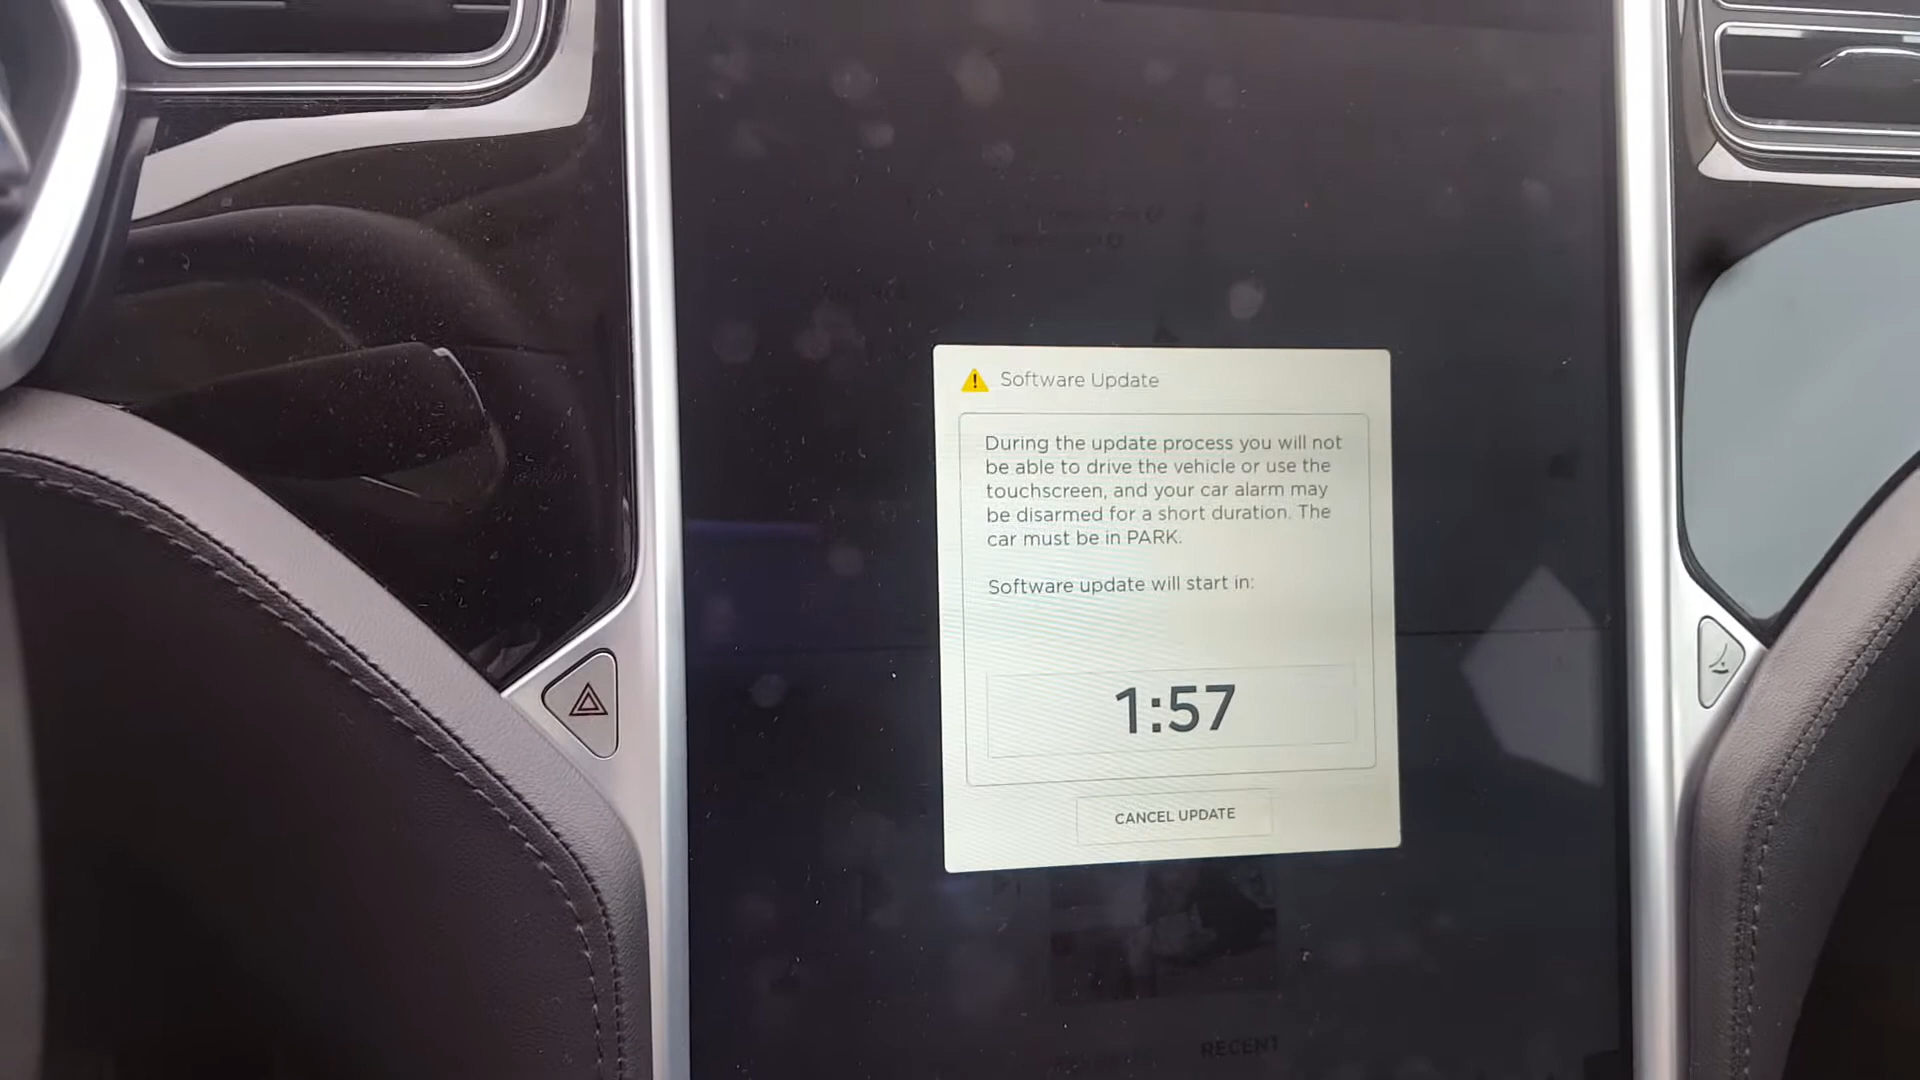 Software Update
During the update process you will not
be able to drive the vehicle or use the
touchscreen, and your car alarm may
be disarmed for a short duration. The
car must be in PARK.
Software update will start in:
1:57
CANCEL UPDATE
RECENT